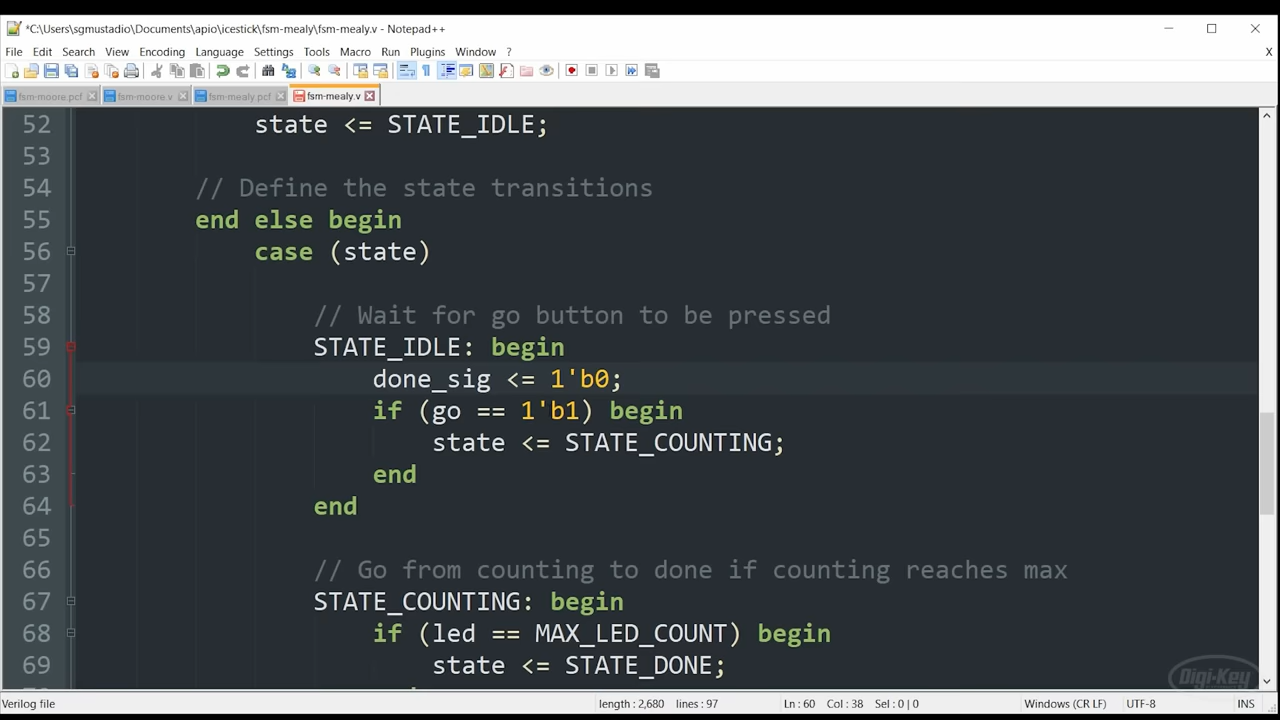 *C:\Users\sgmustadio\Documents\apio\icestick\fsm-mealy\fsm-mealy.v - Notepad++
File Edit Search View Encoding Language Settings Tools Macro Run Plugins Window ? X
fsm-moore.pcf fsm-moore.v fsm-mealy.pcf fsm-mealy.v
52 state <= STATE_IDLE;
53
54 // Define the state transitions
55 end else begin
56 case (state)
57
58 // Wait for go button to be pressed
59 STATE_IDLE: begin
60 done_sig <= 1'b0;
61 if (go == 1'b1) begin
62 state <= STATE_COUNTING;
63 end
64 end
65
66 // Go from counting to done if counting reaches max
67 STATE_COUNTING: begin
68 if (led == MAX_LED_COUNT) begin
69 state <= STATE_DONE;
Digi-Key
Verilog file length : 2,680 lines : 97 Ln : 60 Col : 38 Sel : 0 | 0 Windows (CR LF) UTF-8 INS